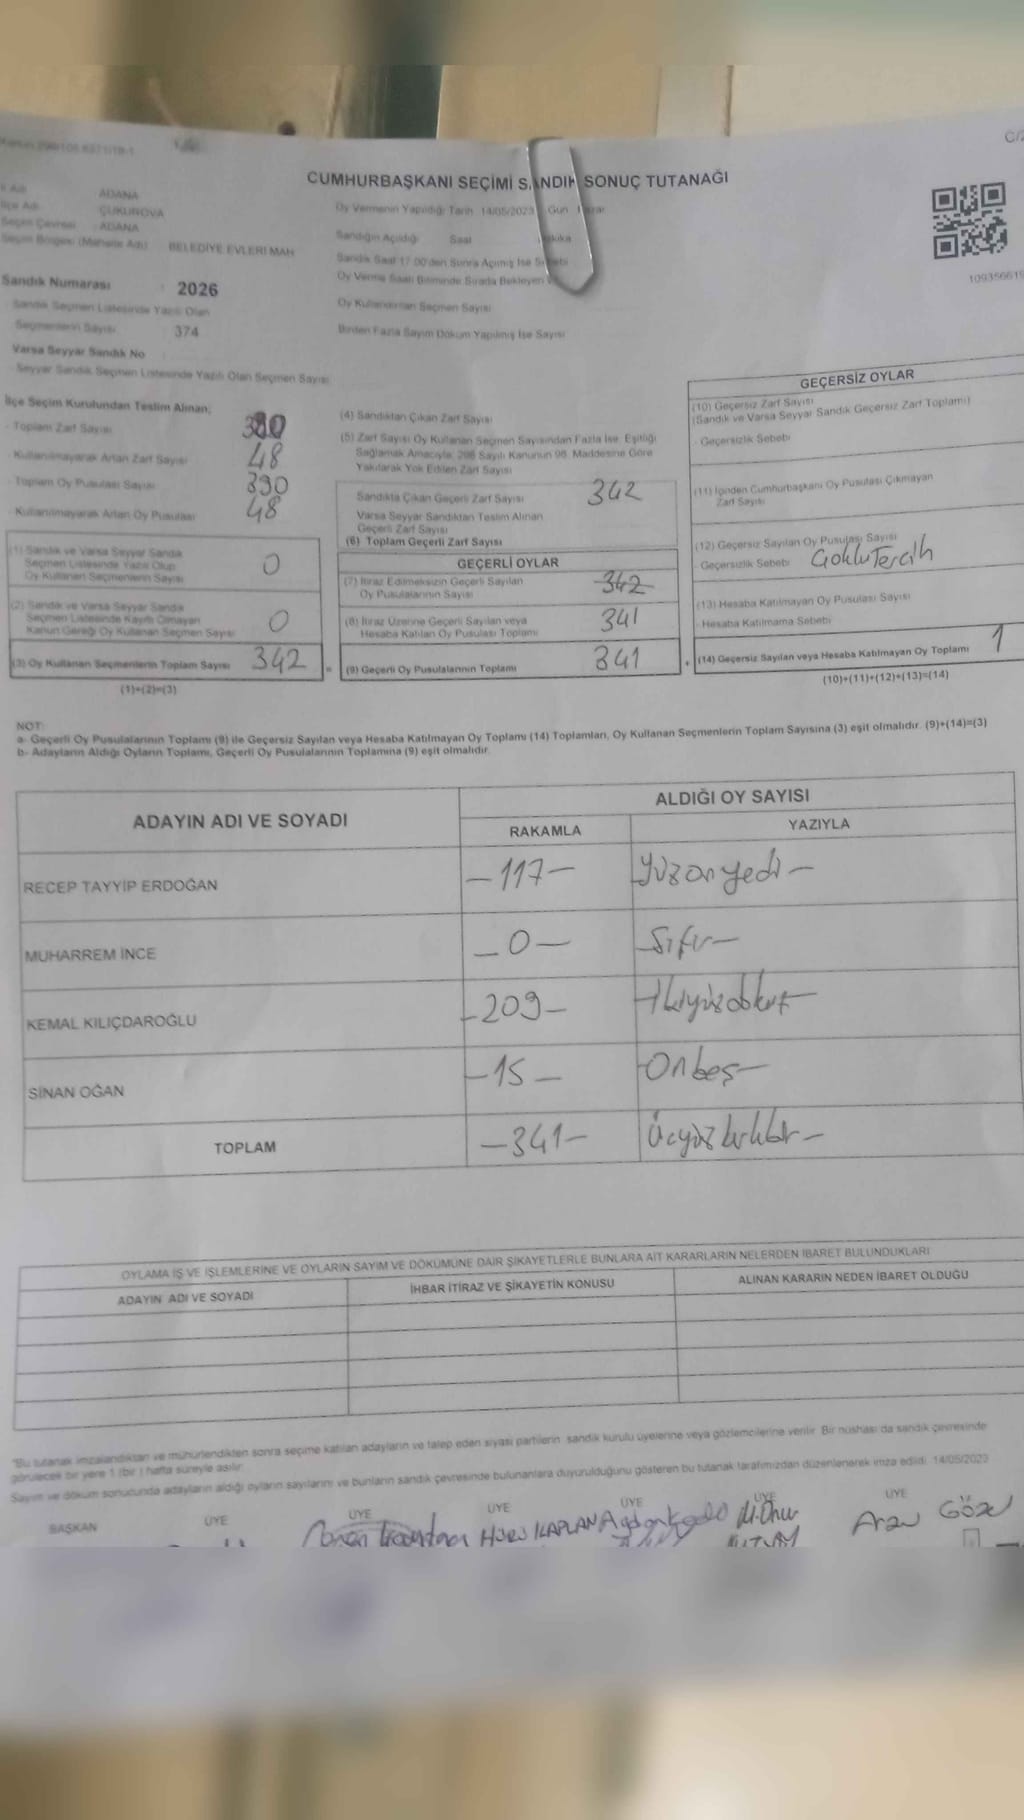 CUMHURBAŞKANI SEÇİMİ SANDIK SONUÇ TUTANAĞI
İl Adı ADANA
İlçe Adı ÇUKUROVA
Seçim Çevresi : ADANA
Seçim Bölgesi (Mahalle Adı) BELEDİYE EVLERİ MAH
Oy Vermenin Yapıldığı Tarih 14/05/2023 Gün Pazar
Sandığın Açıldığı Saat Dakika
Sandık Saat 17:00'den Sonra Açılmış İse Sebebi
Oy Verme Saati Bitiminde Sırada Bekleyen
Oy Kullandırılan Seçmen Sayısı
Birden Fazla Sayım Döküm Yapılmış İse Sayısı
10935661
Sandık Numarası : 2026
Sandık Seçmen Listesinde Yazılı Olan
Seçmenlerin Sayısı 374
Varsa Seyyar Sandık No
Seyyar Sandık Seçmen Listesinde Yazılı Olan Seçmen Sayısı
İlçe Seçim Kurulundan Teslim Alınan;
- Toplam Zarf Sayısı 390
- Kullanılmayarak Artan Zarf Sayısı 48
- Toplam Oy Pusulası Sayısı 390
- Kullanılmayarak Artan Oy Pusulası 48
(1) Sandık ve Varsa Seyyar Sandık
Seçmen Listesinde Yazılı Olup
Oy Kullanan Seçmenlerin Sayısı 0
(2) Sandık ve Varsa Seyyar Sandık
Seçmen Listesinde Kayıtlı Olmayan
Kanun Gereği Oy Kullanan Seçmen Sayısı 0
(3) Oy Kullanan Seçmenlerin Toplam Sayısı 342
=
(1)+(2)=(3)
(4) Sandıktan Çıkan Zarf Sayısı
(5) Zarf Sayısı Oy Kullanan Seçmen Sayısından Fazla İse, Eşitliği
Sağlamak Amacıyla, 298 Sayılı Kanunun 98. Maddesine Göre
Yakılarak Yok Edilen Zarf Sayısı
Sandıkta Çıkan Geçerli Zarf Sayısı 342
Varsa Seyyar Sandıktan Teslim Alınan
Geçerli Zarf Sayısı
(6) Toplam Geçerli Zarf Sayısı
GEÇERLİ OYLAR
(7) İtiraz Edilmeksizin Geçerli Sayılan
Oy Pusulalarının Sayısı 342
(8) İtiraz Üzerine Geçerli Sayılan veya
Hesaba Katılan Oy Pusulası Toplamı 341
(9) Geçerli Oy Pusulalarının Toplamı 341
+
GEÇERSİZ OYLAR
(10) Geçersiz Zarf Sayısı
(Sandık ve Varsa Seyyar Sandık Geçersiz Zarf Toplamı)
- Geçersizlik Sebebi
(11) İçinden Cumhurbaşkanı Oy Pusulası Çıkmayan
Zarf Sayısı
(12) Geçersiz Sayılan Oy Pusulası Sayısı
Geçersizlik Sebebi Çoklu Tercih
(13) Hesaba Katılmayan Oy Pusulası Sayısı
- Hesaba Katılmama Sebebi
(14) Geçersiz Sayılan veya Hesaba Katılmayan Oy Toplamı 1
(10)+(11)+(12)+(13)=(14)
NOT:
a- Geçerli Oy Pusulalarının Toplamı (9) ile Geçersiz Sayılan veya Hesaba Katılmayan Oy Toplamı (14) Toplamları, Oy Kullanan Seçmenlerin Toplam Sayısına (3) eşit olmalıdır. (9)+(14)=(3)
b- Adayların Aldığı Oyların Toplamı, Geçerli Oy Pusulalarının Toplamına (9) eşit olmalıdır.
ADAYIN ADI VE SOYADI ALDIĞI OY SAYISI
RAKAMLA YAZIYLA
RECEP TAYYİP ERDOĞAN -117- Yüzonyedi-
MUHARREM İNCE -0- Sıfır-
KEMAL KILIÇDAROĞLU -209- İkiyüzdokuz-
SİNAN OĞAN -15- Onbeş-
TOPLAM -341- Üçyüzkırkbir-
OYLAMA İŞ VE İŞLEMLERİNE VE OYLARIN SAYIM VE DÖKÜMÜNE DAİR ŞİKAYETLERLE BUNLARA AİT KARARLARIN NELERDEN İBARET BULUNDUKLARI
ADAYIN ADI VE SOYADI İHBAR İTİRAZ VE ŞİKAYETİN KONUSU ALINAN KARARIN NEDEN İBARET OLDUĞU
"Bu tutanak imzalandıktan ve mühürlendikten sonra seçime katılan adayların ve talep eden siyasi partilerin sandık kurulu üyelerine veya gözlemcilerine verilir. Bir nüshası da sandık çevresinde
görülecek bir yere 1 (bir) hafta süreyle asılır.
Sayım ve döküm sonucunda adayların aldığı oyların sayılarını ve bunların sandık çevresinde bulunanlara duyurulduğunu gösteren bu tutanak tarafımızdan düzenlenerek imza edildi. 14/05/2023
BAŞKAN ÜYE ÜYE ÜYE ÜYE ÜYE ÜYE
HURU KAPLAN M.Onur Araw Göze